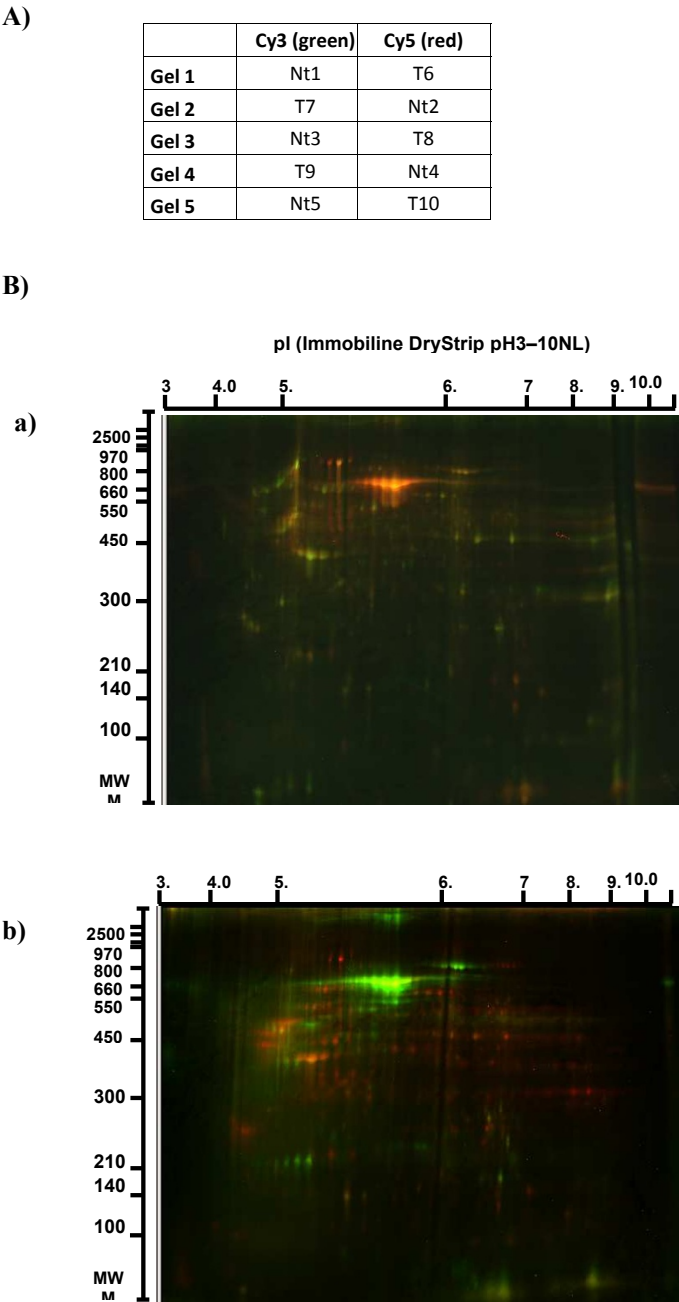 A)
Cy3 (green) Cy5 (red)
Gel 1 Nt1 T6
Gel 2 T7 Nt2
Gel 3 Nt3 T8
Gel 4 T9 Nt4
Gel 5 Nt5 T10
B)
pI (Immobiline DryStrip pH3–10NL)
3 4.0 5. 6. 7 8. 9. 10.0
a)
2500
970
800
660
550
450
300
210
140
100
MW
M
3. 4.0 5. 6. 7 8. 9. 10.0
b)
2500
970
800
660
550
450
300
210
140
100
MW
M